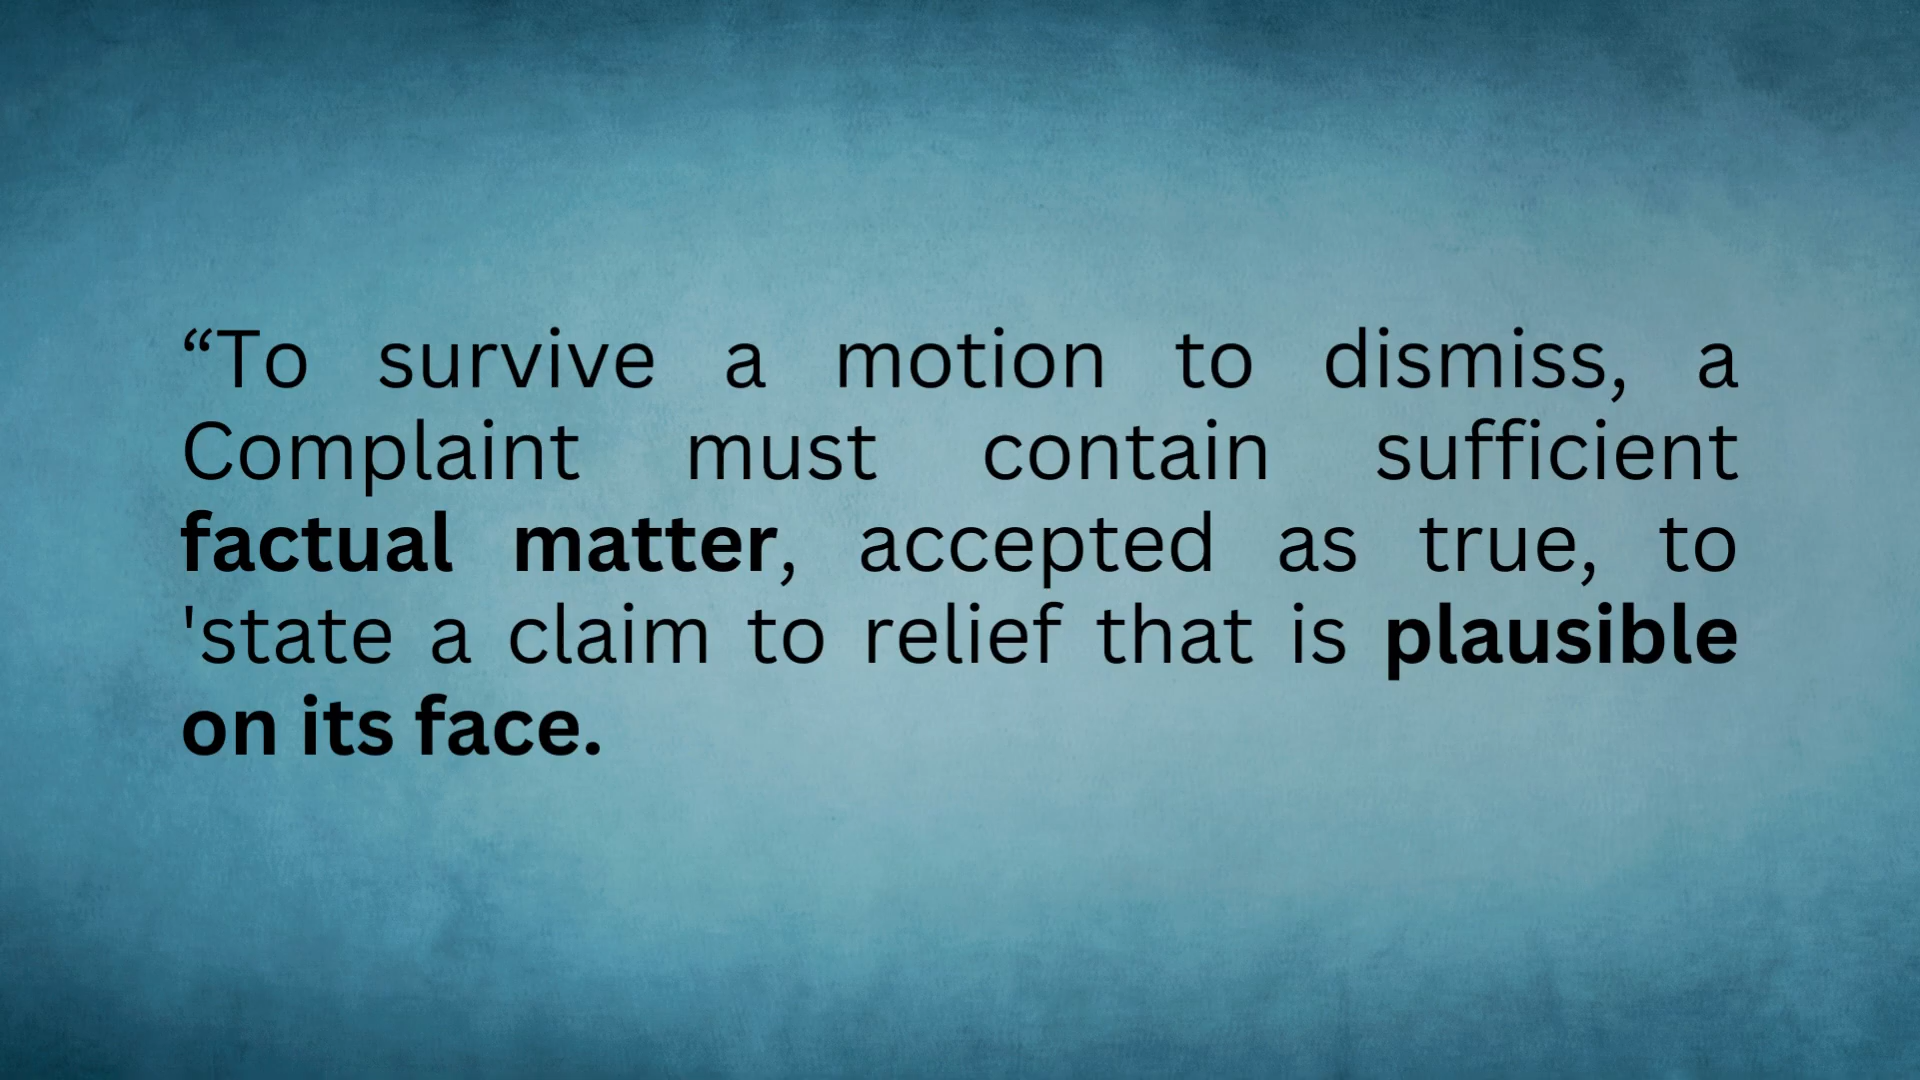 “To survive a motion to dismiss, a
Complaint must contain sufficient
factual matter, accepted as true, to
'state a claim to relief that is plausible
on its face.